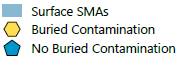 Surface SMAs
Buried Contamination
No Buried Contamination